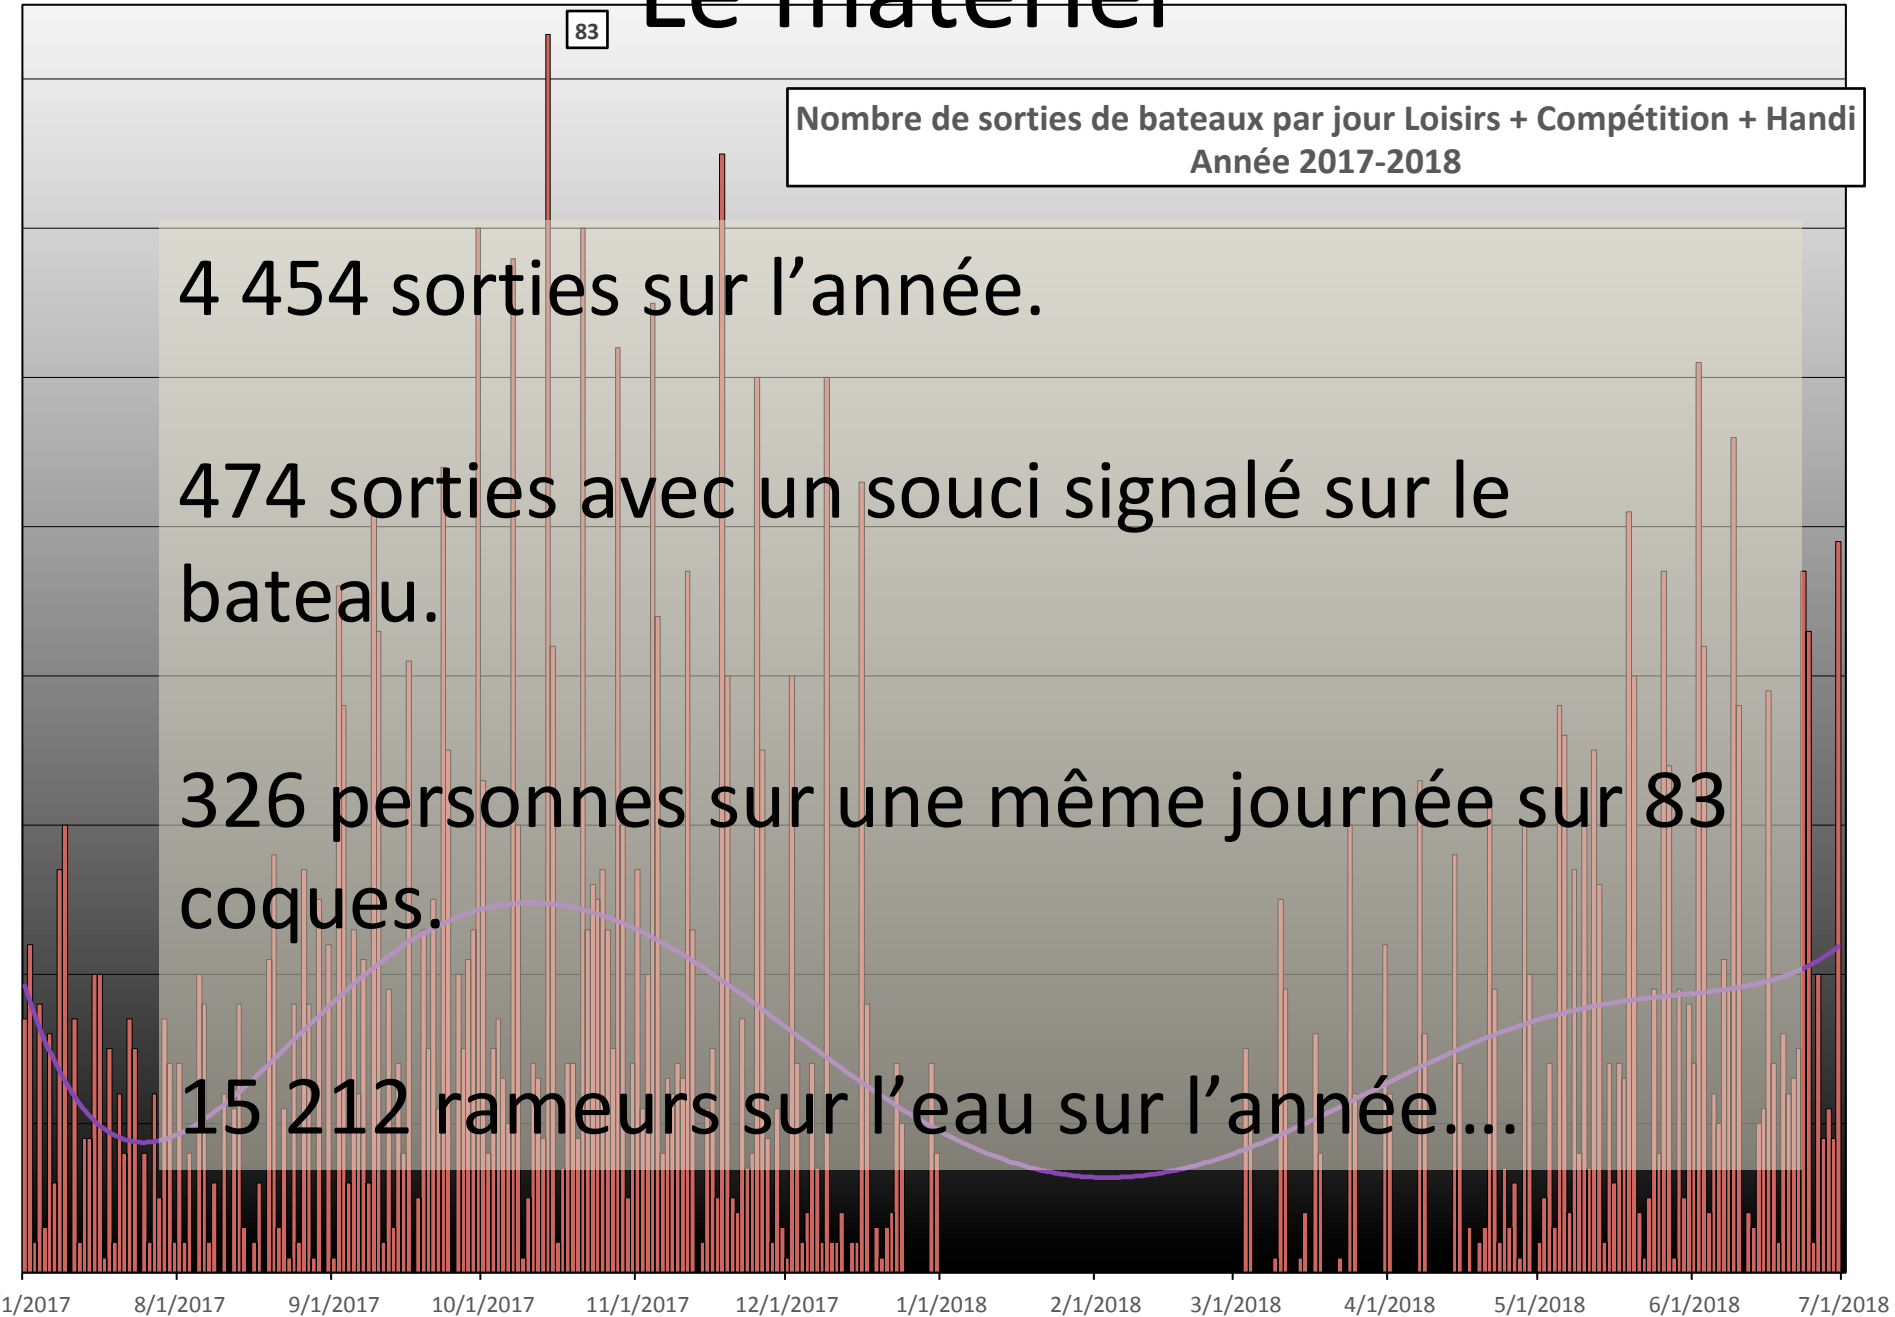 Le matériel
83
Nombre de sorties de bateaux par jour Loisirs + Compétition + Handi
Année 2017-2018
4 454 sorties sur l’année.
474 sorties avec un souci signalé sur le
bateau.
326 personnes sur une même journée sur 83
coques.
15 212 rameurs sur l’eau sur l’année….
1/2017 8/1/2017 9/1/2017 10/1/2017 11/1/2017 12/1/2017 1/1/2018 2/1/2018 3/1/2018 4/1/2018 5/1/2018 6/1/2018 7/1/2018